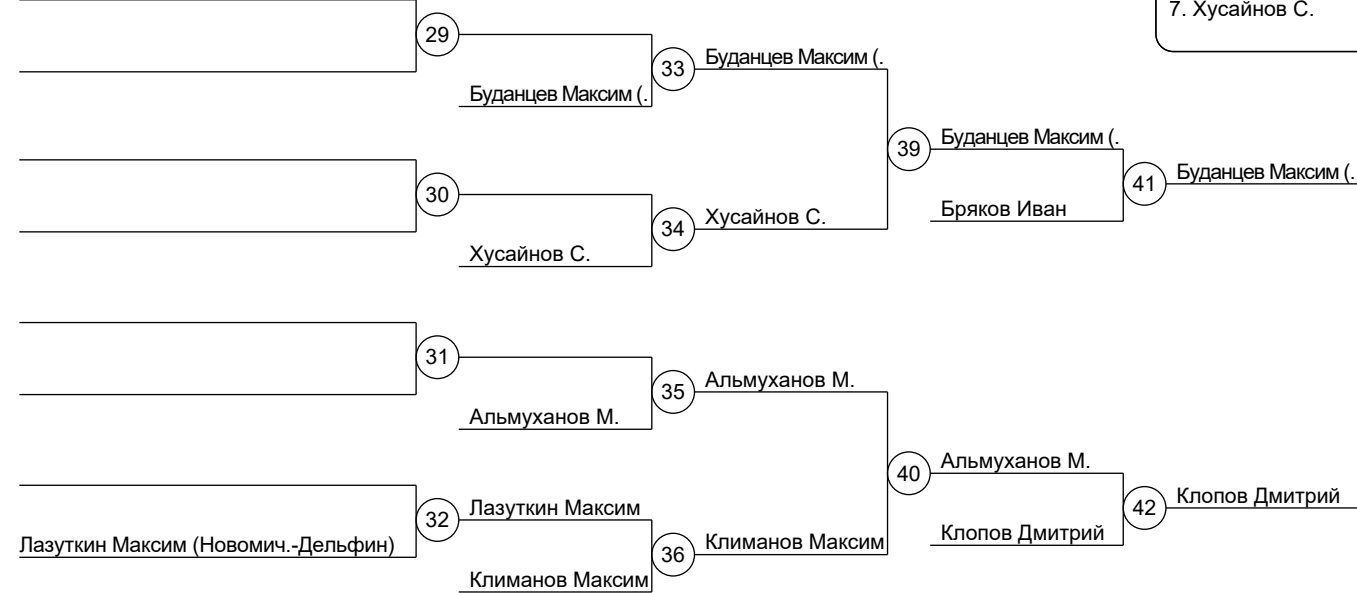 7. Хусайнов С.
29
33
Буданцев Максим (.
Буданцев Максим (.
39
Буданцев Максим (.
41
Буданцев Максим (.
30
34
Хусайнов С.
Бряков Иван
Хусайнов С.
31
35
Альмуханов М.
Альмуханов М.
40
Альмуханов М.
42
Клопов Дмитрий
32
Лазуткин Максим
Клопов Дмитрий
Лазуткин Максим (Новомич.-Дельфин)
36
Климанов Максим
Климанов Максим